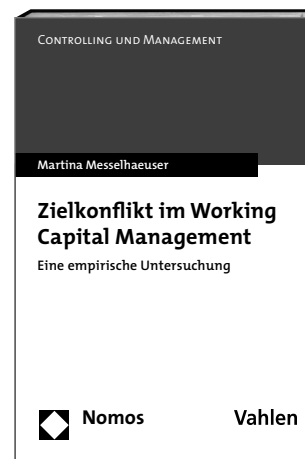 Controlling und Management
Martina Messelhaeuser
Zielkonflikt im Working
Capital Management
Eine empirische Untersuchung
Nomos
Vahlen